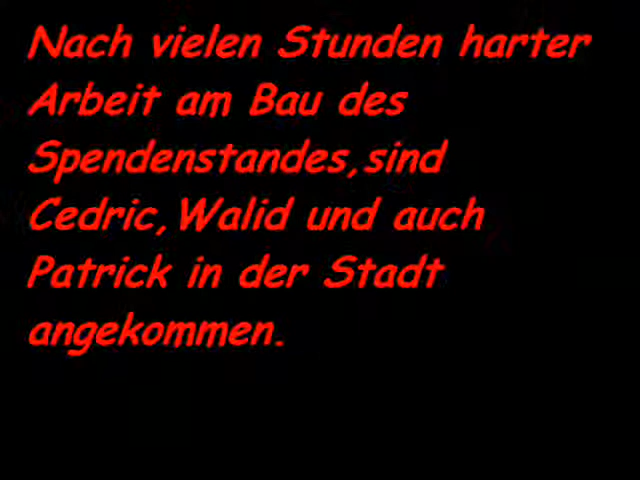 Nach vielen Stunden harter
Arbeit am Bau des
Spendenstandes,sind
Cedric,Walid und auch
Patrick in der Stadt
angekommen.